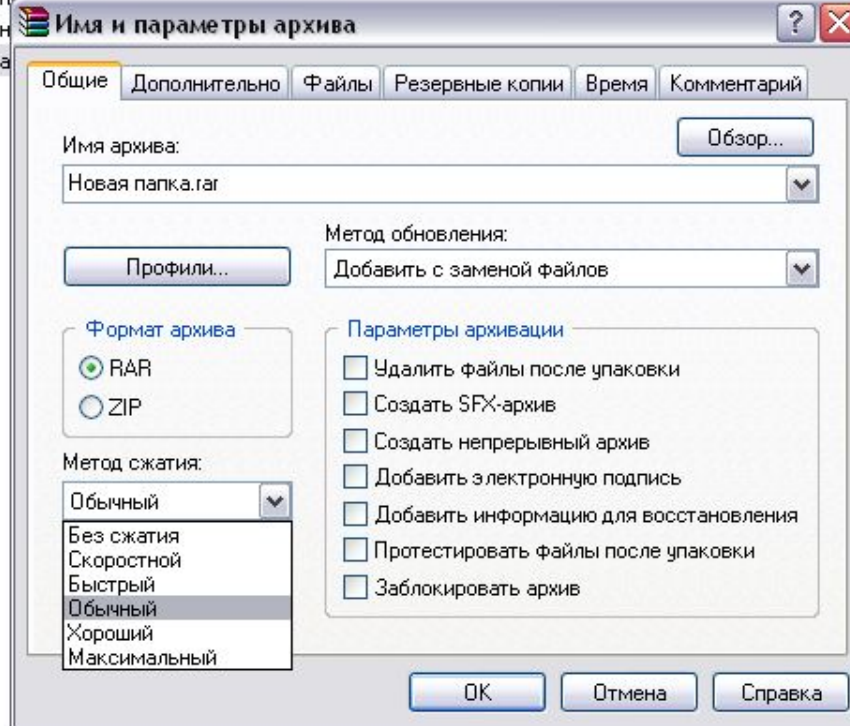 Имя и параметры архива
Общие Дополнительно Файлы Резервные копии Время Комментарий
Имя архива:
Обзор...
Новая папка.rar
Метод обновления:
Профили...
Добавить с заменой файлов
Формат архива
RAR
ZIP
Метод сжатия:
Обычный
Без сжатия
Скоростной
Быстрый
Обычный
Хороший
Максимальный
Параметры архивации
Удалить файлы после упаковки
Создать SFX-архив
Создать непрерывный архив
Добавить электронную подпись
Добавить информацию для восстановления
Протестировать файлы после упаковки
Заблокировать архив
OK Отмена Справка